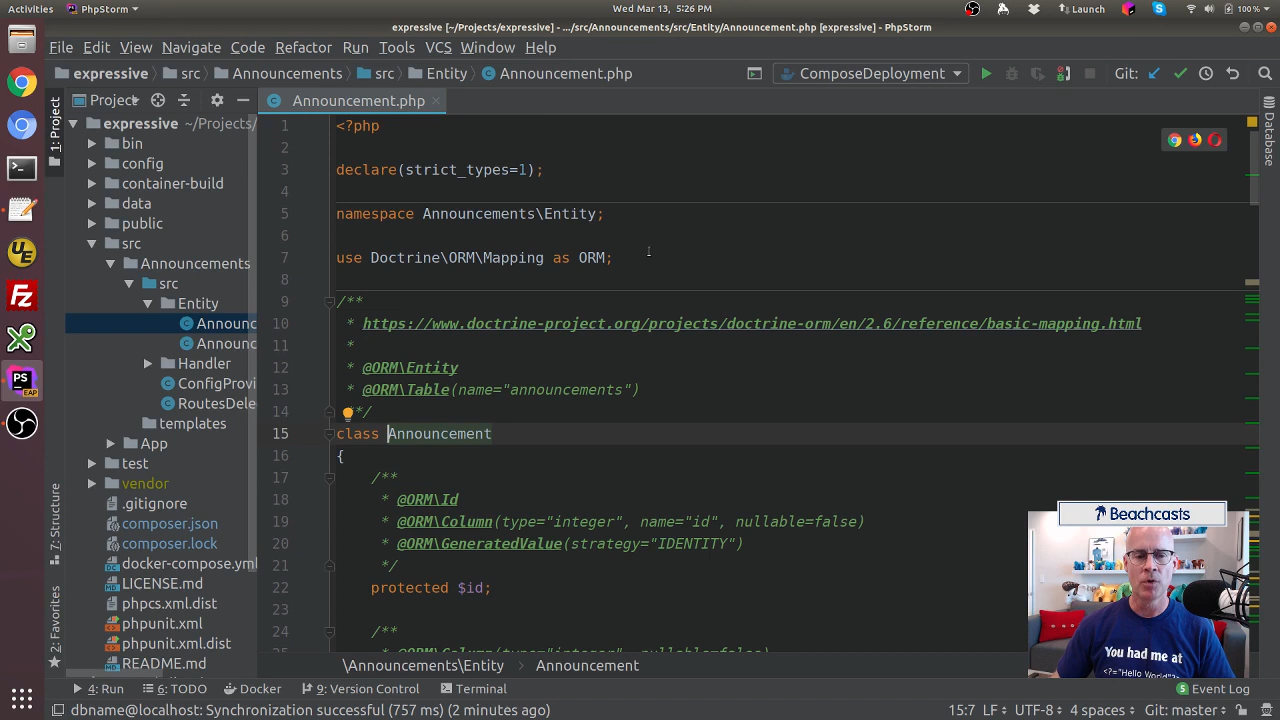 Activities
PhpStorm
Wed Mar 13, 5:26 PM
Launch
(100 %)
expressive [~/Projects/expressive] - .../src/Announcements/src/Entity/Announcement.php [expressive] - PhpStorm
File Edit View Navigate Code Refactor Run Tools VCS Window Help
expressive src Announcements src Entity Announcement.php
ComposeDeployment
Git:
Project
Announcement.php
1: Project
7: Structure
2: Favorites
Database
expressive ~/Projects/
bin
config
container-build
data
public
src
Announcements
src
Entity
Announc
Announc
Handler
ConfigProvi
RoutesDele
templates
App
test
vendor
.gitignore
composer.json
composer.lock
docker-compose.yml
LICENSE.md
phpcs.xml.dist
phpunit.xml
phpunit.xml.dist
README.md
1 <?php
2
3 declare(strict_types=1);
4
5 namespace Announcements\Entity;
6
7 use Doctrine\ORM\Mapping as ORM;
8
9 /**
10 * https://www.doctrine-project.org/projects/doctrine-orm/en/2.6/reference/basic-mapping.html
11 *
12 * @ORM\Entity
13 * @ORM\Table(name="announcements")
14 */
15 class Announcement
16 {
17 /**
18 * @ORM\Id
19 * @ORM\Column(type="integer", name="id", nullable=false)
20 * @ORM\GeneratedValue(strategy="IDENTITY")
21 */
22 protected $id;
23
24 /**
25 * @ORM\Column(type="integer", nullable=false)
Beachcasts
You had me at
<?="Hello World"?>
\Announcements\Entity > Announcement
4: Run 6: TODO Docker 9: Version Control Terminal Event Log
dbname@localhost: Synchronization successful (757 ms) (2 minutes ago)
15:7 LF UTF-8 4 spaces Git: master